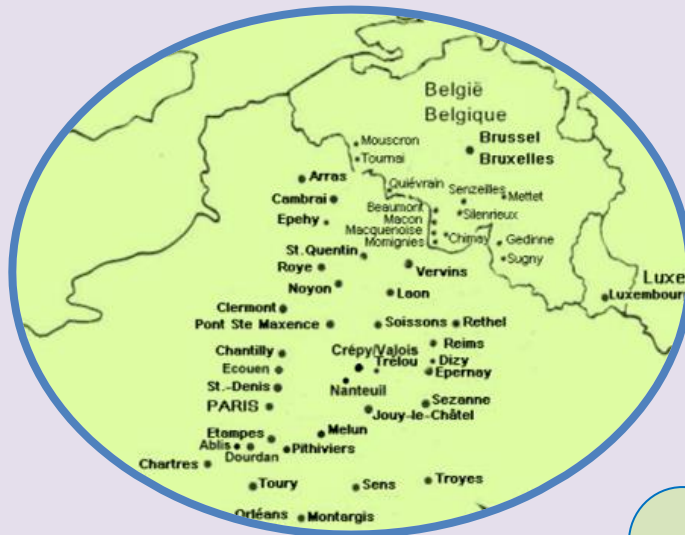 België
Belgique
Brussel
Bruxelles
Mouscron
Tournai
Arras
Quiévrain
Senzeilles
Mettet
Cambrai
Beaumont
Silenrieux
Epehy
Macon
Macquenoise
Chimay
Momignies
Gedinne
St.Quentin
Sugny
Roye
Vervins
Luxe
Noyon
Laon
Luxembourg
Clermont
Pont Ste Maxence
Soissons
Rethel
Reims
Chantilly
Crépy/Valois
Dizy
Trélou
Ecouen
Epernay
St.-Denis
Nanteuil
PARIS
Sezanne
Jouy-le-Châtel
Etampes
Melun
Ablis
Dourdan
Pithiviers
Chartres
Toury
Sens
Troyes
Orléans
Montargis